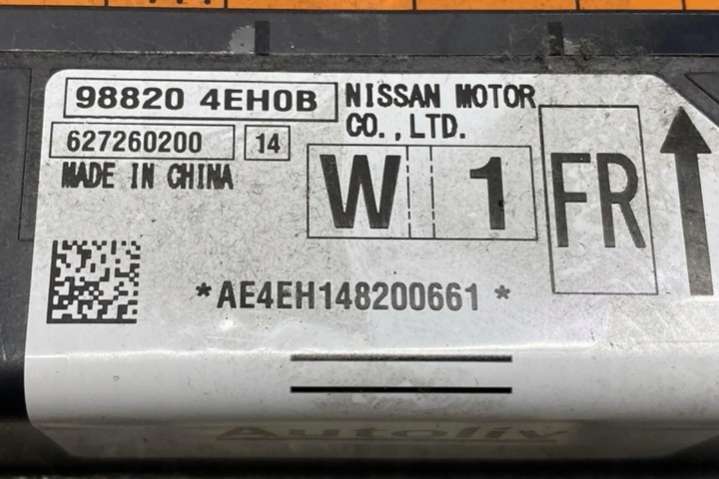 98820 4EH0B
NISSAN MOTOR
CO.,LTD.
627260200
14
MADE IN CHINA
W 1
FR
*AE4EH148200661*
Autoliv